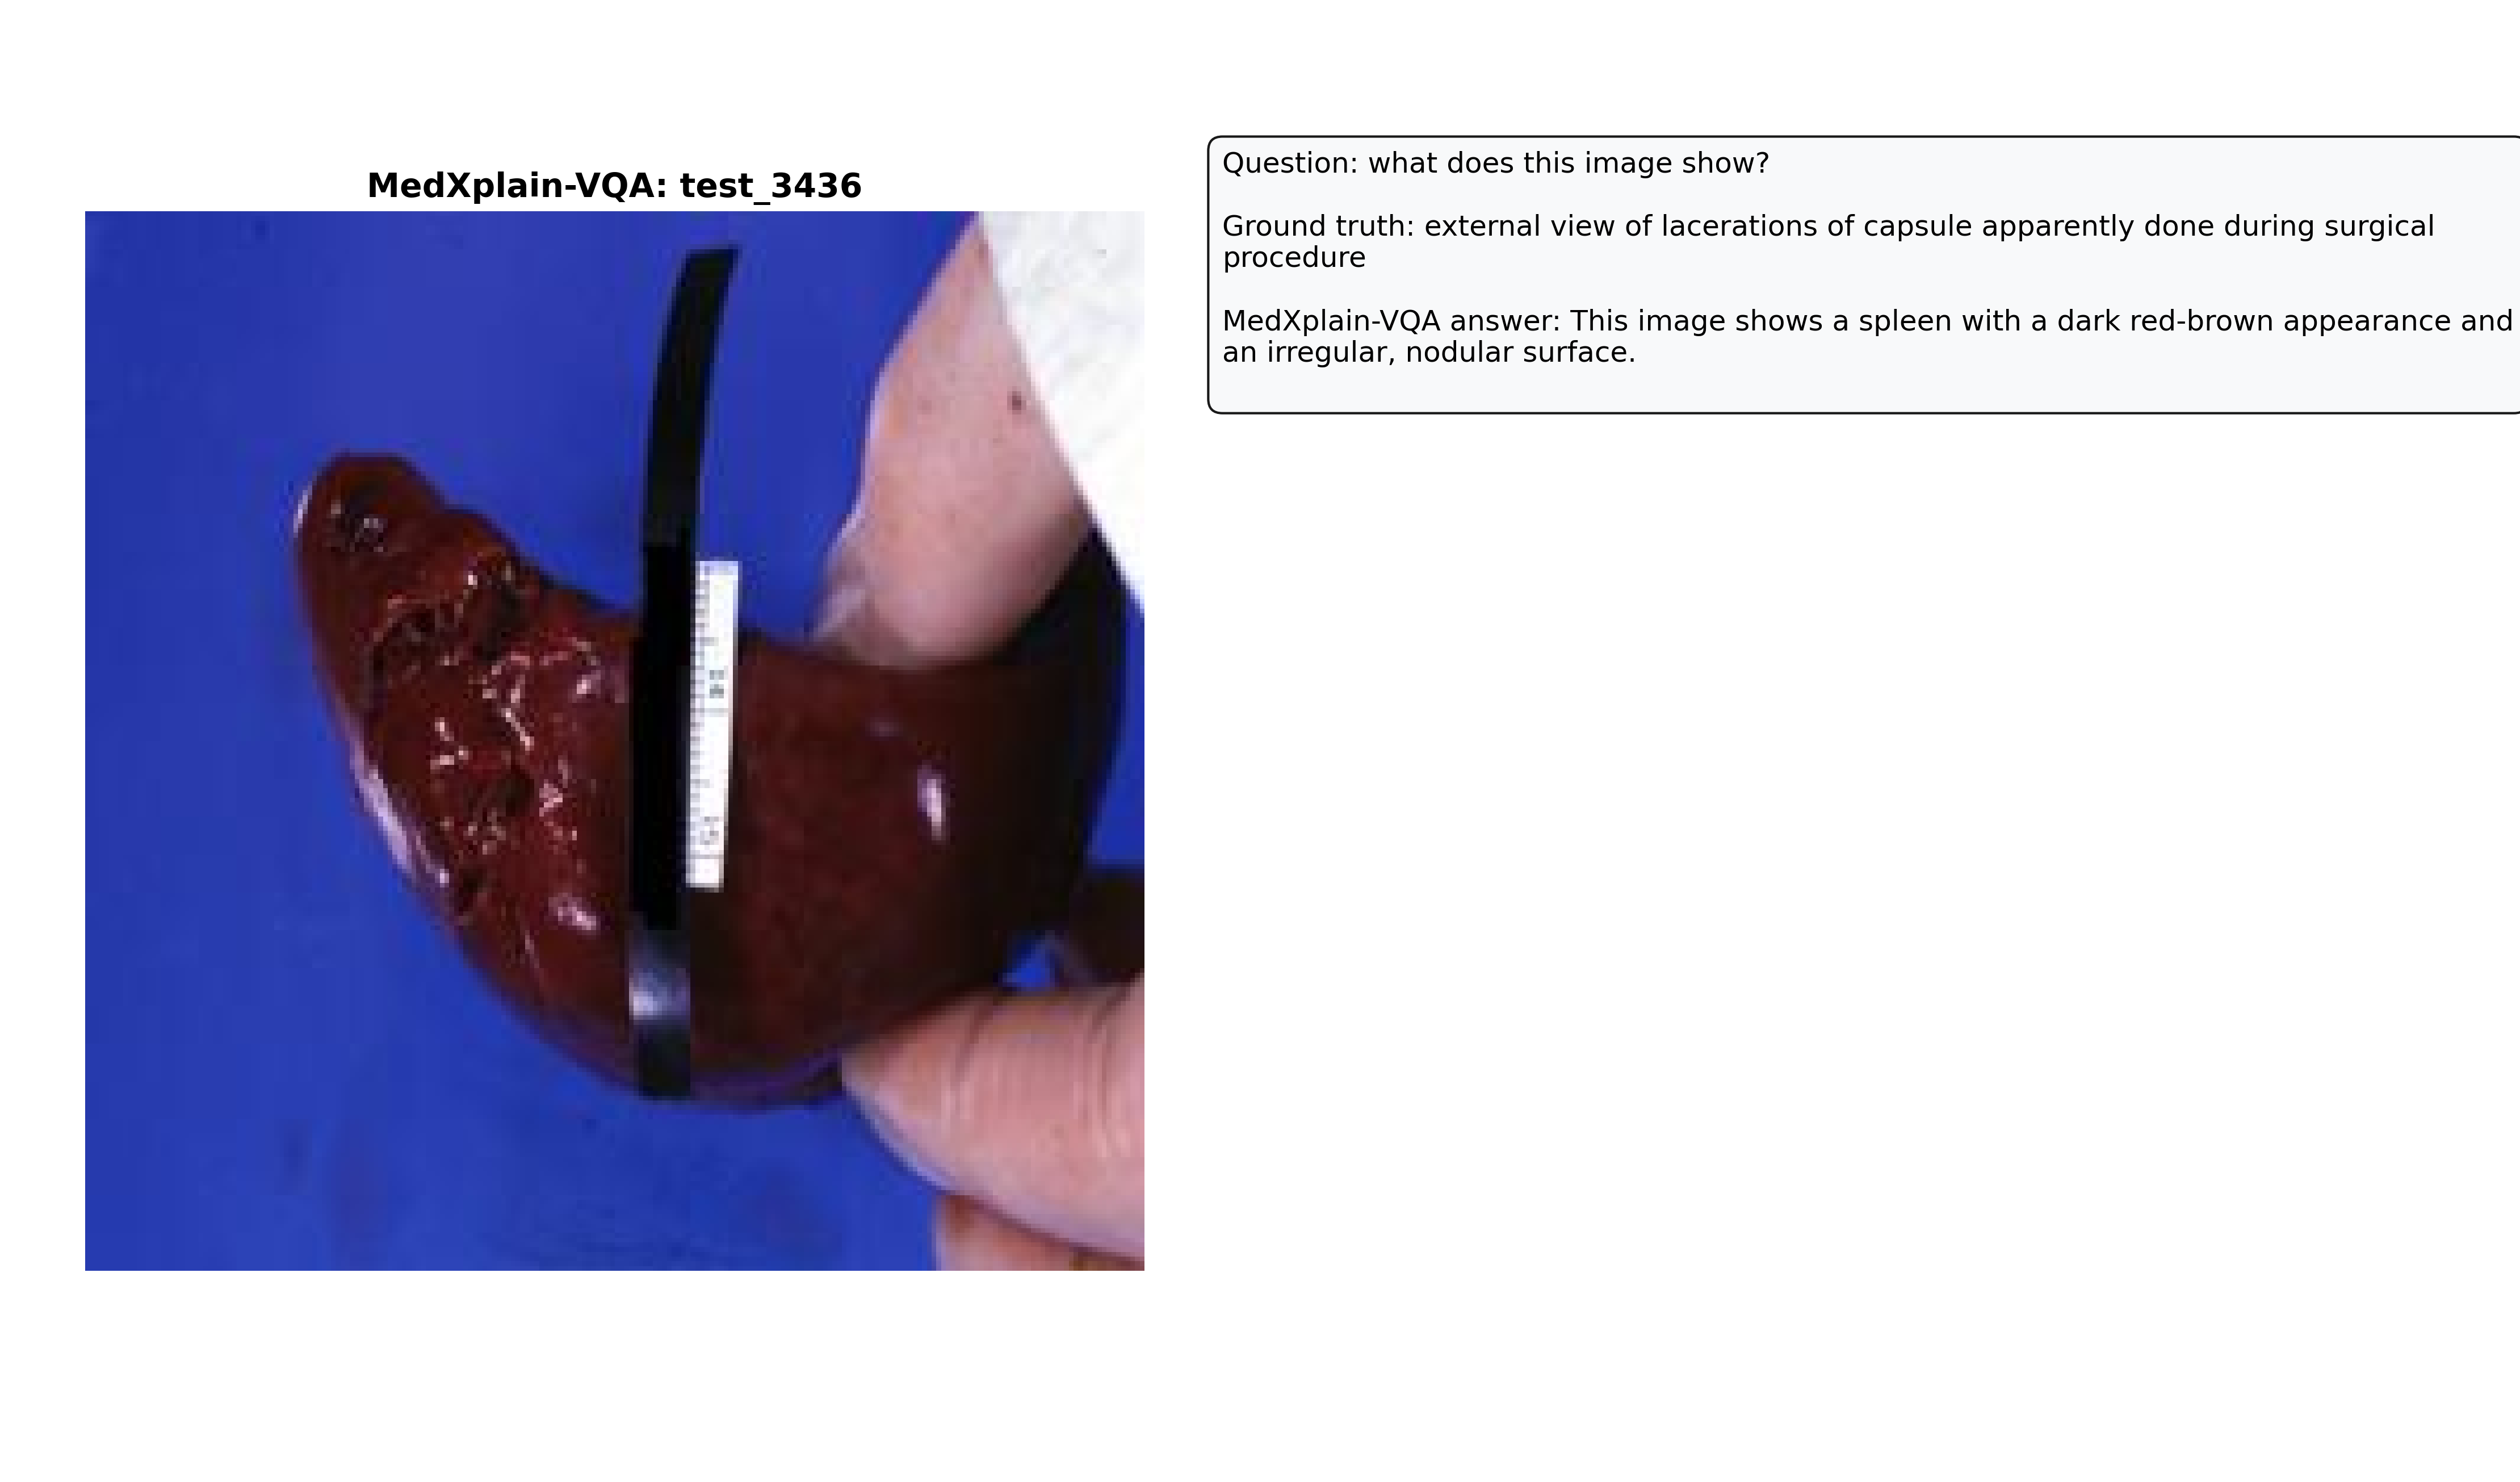 MedXplain-VQA: test_3436
Question: what does this image show?
Ground truth: external view of lacerations of capsule apparently done during surgical
procedure
MedXplain-VQA answer: This image shows a spleen with a dark red-brown appearance and
an irregular, nodular surface.